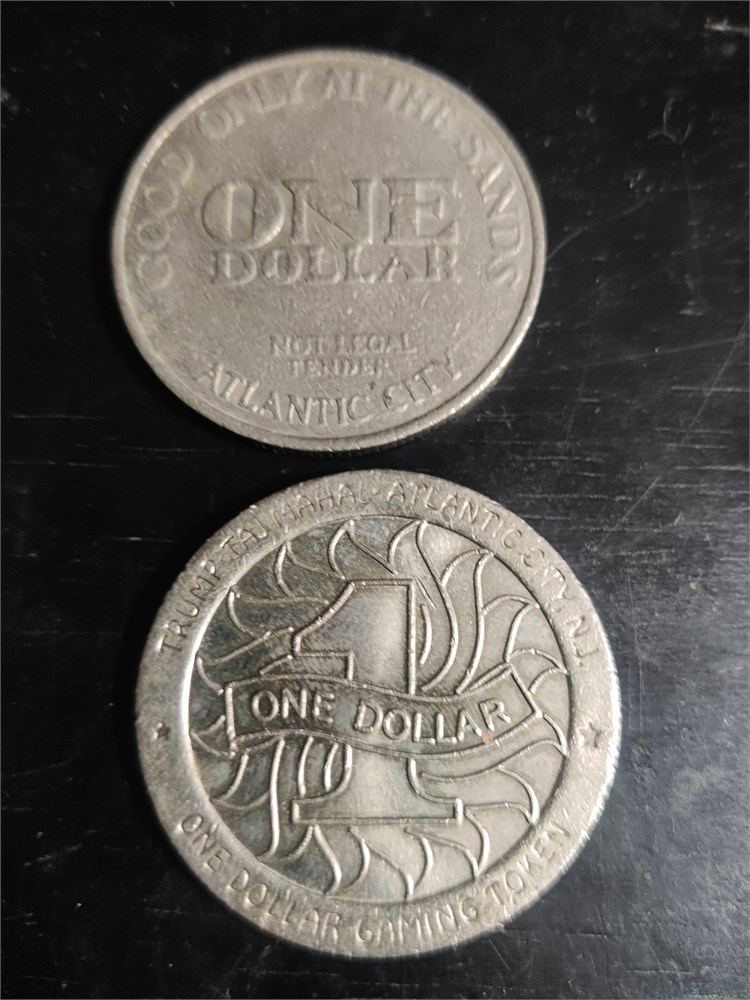 GOOD ONLY AT THE SANDS
ONE
DOLLAR
NOT LEGAL
TENDER
ATLANTIC CITY
TRUMP TAJ MAHAL · ATLANTIC CITY, N.J.
1
ONE DOLLAR
ONE DOLLAR GAMING TOKEN